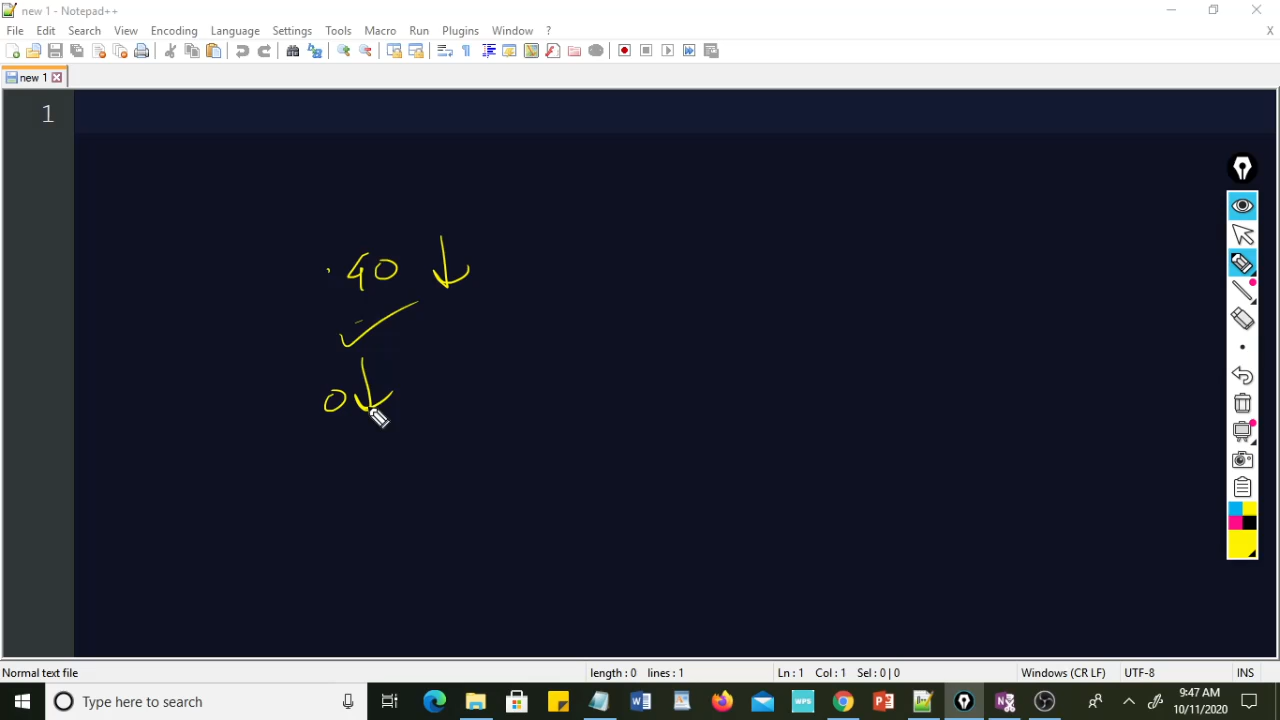 new 1 - Notepad++
File Edit Search View Encoding Language Settings Tools Macro Run Plugins Window ?
X
new 1
1
.40
0
Normal text file length : 0 lines : 1 Ln : 1 Col : 1 Sel : 0 | 0 Windows (CR LF) UTF-8 INS
Type here to search
WPS
9:47 AM
10/11/2020